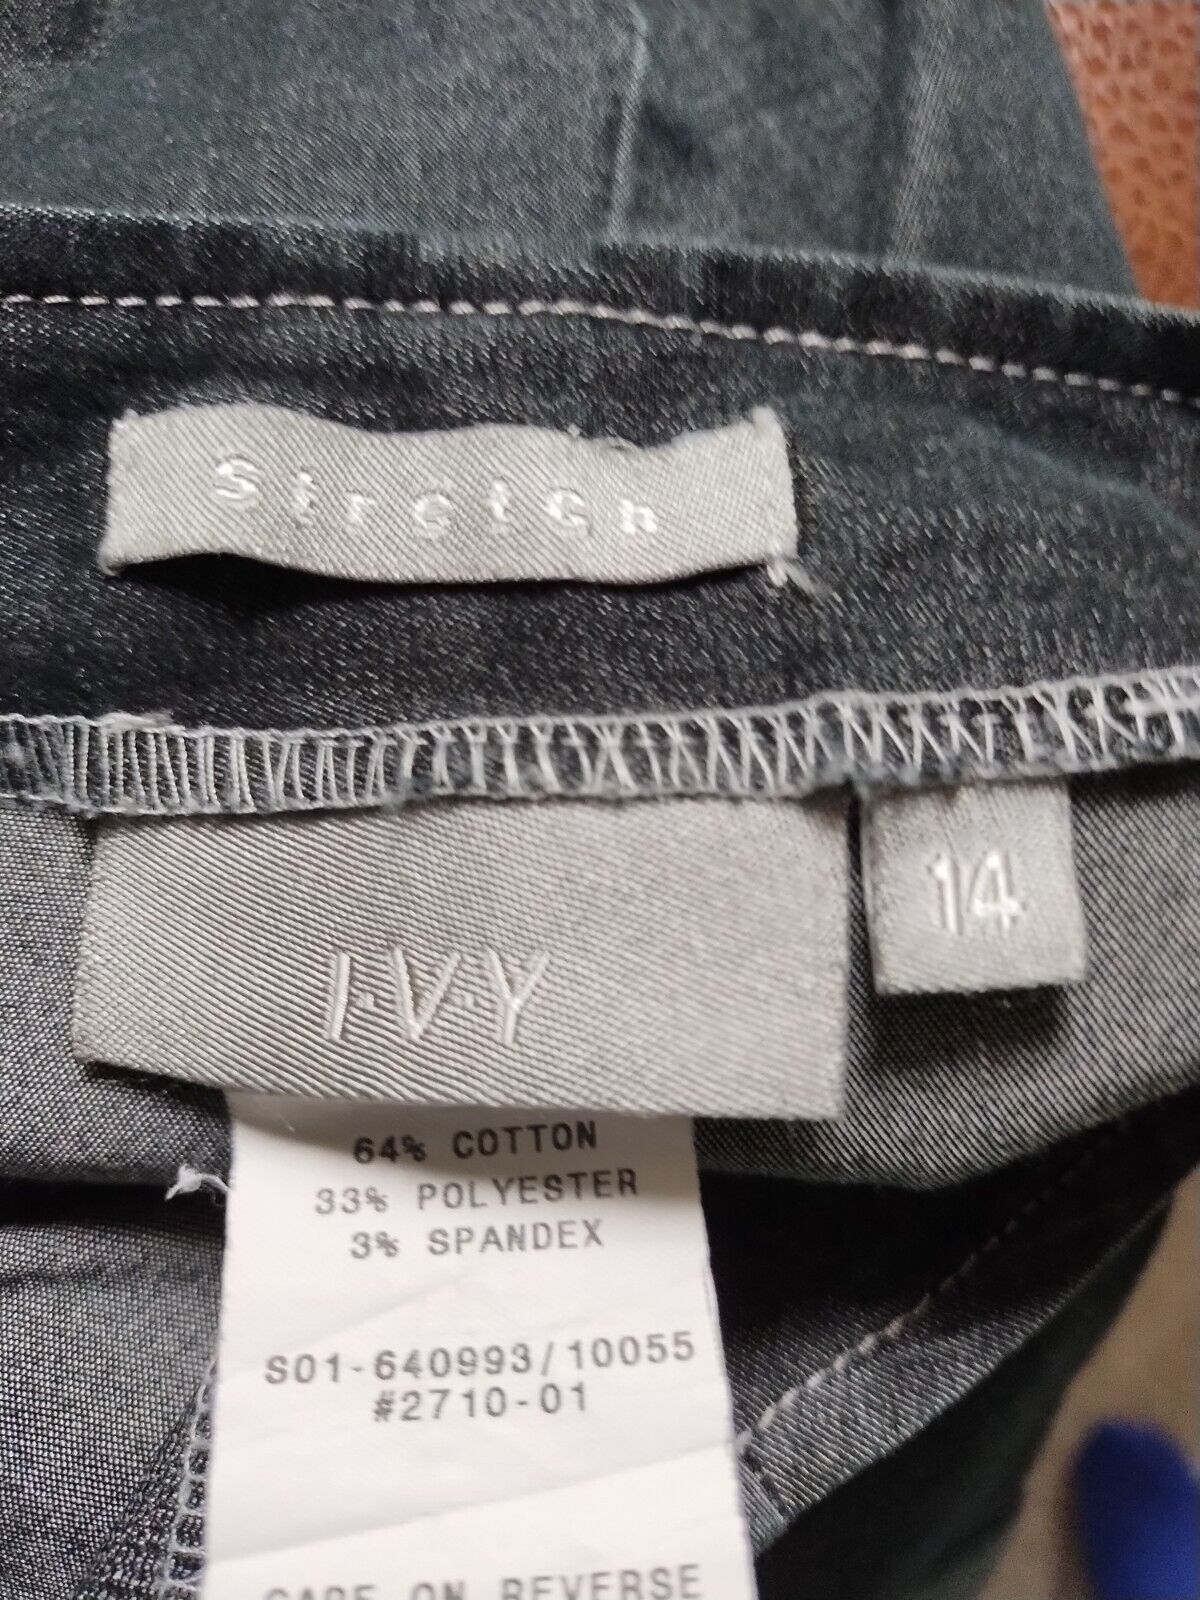 Stretch
I.V.Y
14
64% COTTON
33% POLYESTER
3% SPANDEX
S01-640993/10055
#2710-01
CARE ON REVERSE